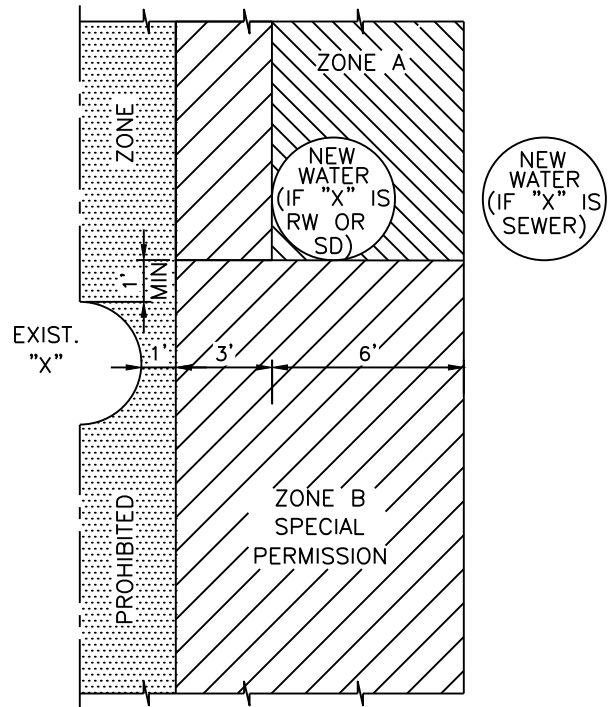 ZONE A
ZONE
NEW
WATER
(IF "X" IS
RW OR
SD)
NEW
WATER
(IF "X" IS
SEWER)
1'
MIN
EXIST.
"X"
1'
3'
6'
PROHIBITED
ZONE B
SPECIAL
PERMISSION